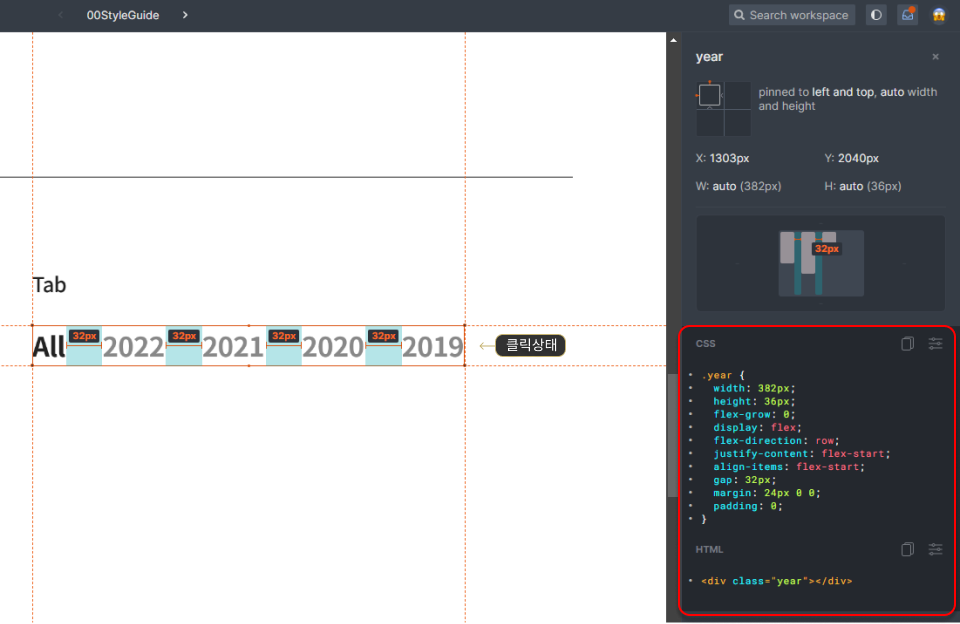 00StyleGuide
Search workspace
year
pinned to left and top, auto width
and height
X: 1303px
Y: 2040px
W: auto (382px)
H: auto (36px)
32px
Tab
All 32px 2022 32px 2021 32px 2020 32px 2019
클릭상태
CSS
.year {
width: 382px;
height: 36px;
flex-grow: 0;
display: flex;
flex-direction: row;
justify-content: flex-start;
align-items: flex-start;
gap: 32px;
margin: 24px 0 0;
padding: 0;
}
HTML
<div class="year"></div>